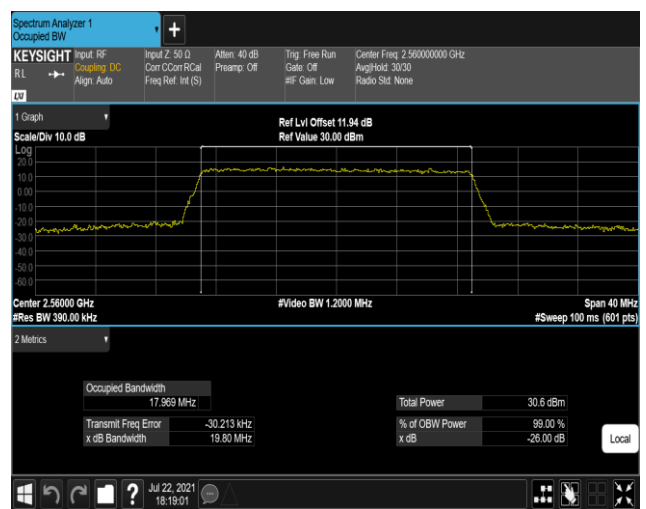 Spectrum Analyzer 1
Occupied BW
+
KEYSIGHT Input: RF Input Z: 50 Ω Atten: 40 dB Trig: Free Run Center Freq: 2.560000000 GHz
RL Coupling: DC Corr CCorr RCal Preamp: Off Gate: Off Avg|Hold: 30/30
Align: Auto Freq Ref: Int (S) #IF Gain: Low Radio Std: None
LXI
1 Graph
Ref Lvl Offset 11.94 dB
Scale/Div 10.0 dB Ref Value 30.00 dBm
Log
20.0
10.0
0.00
-10.0
-20.0
-30.0
-40.0
-50.0
-60.0
Center 2.56000 GHz #Video BW 1.2000 MHz Span 40 MHz
#Res BW 390.00 kHz #Sweep 100 ms (601 pts)
2 Metrics
Occupied Bandwidth
17.969 MHz Total Power 30.6 dBm
Transmit Freq Error -30.213 kHz % of OBW Power 99.00 %
x dB Bandwidth 19.80 MHz x dB -26.00 dB
Local
? Jul 22, 2021
18:19:01